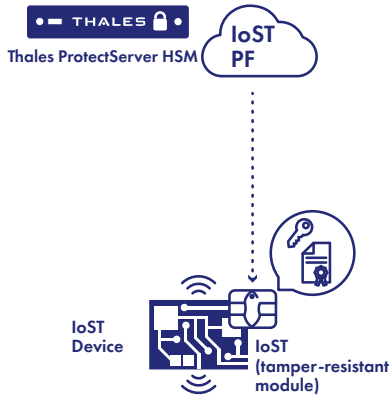 THALES
Thales ProtectServer HSM
IoST
PF
IoST
Device
IoST
(tamper-resistant
module)